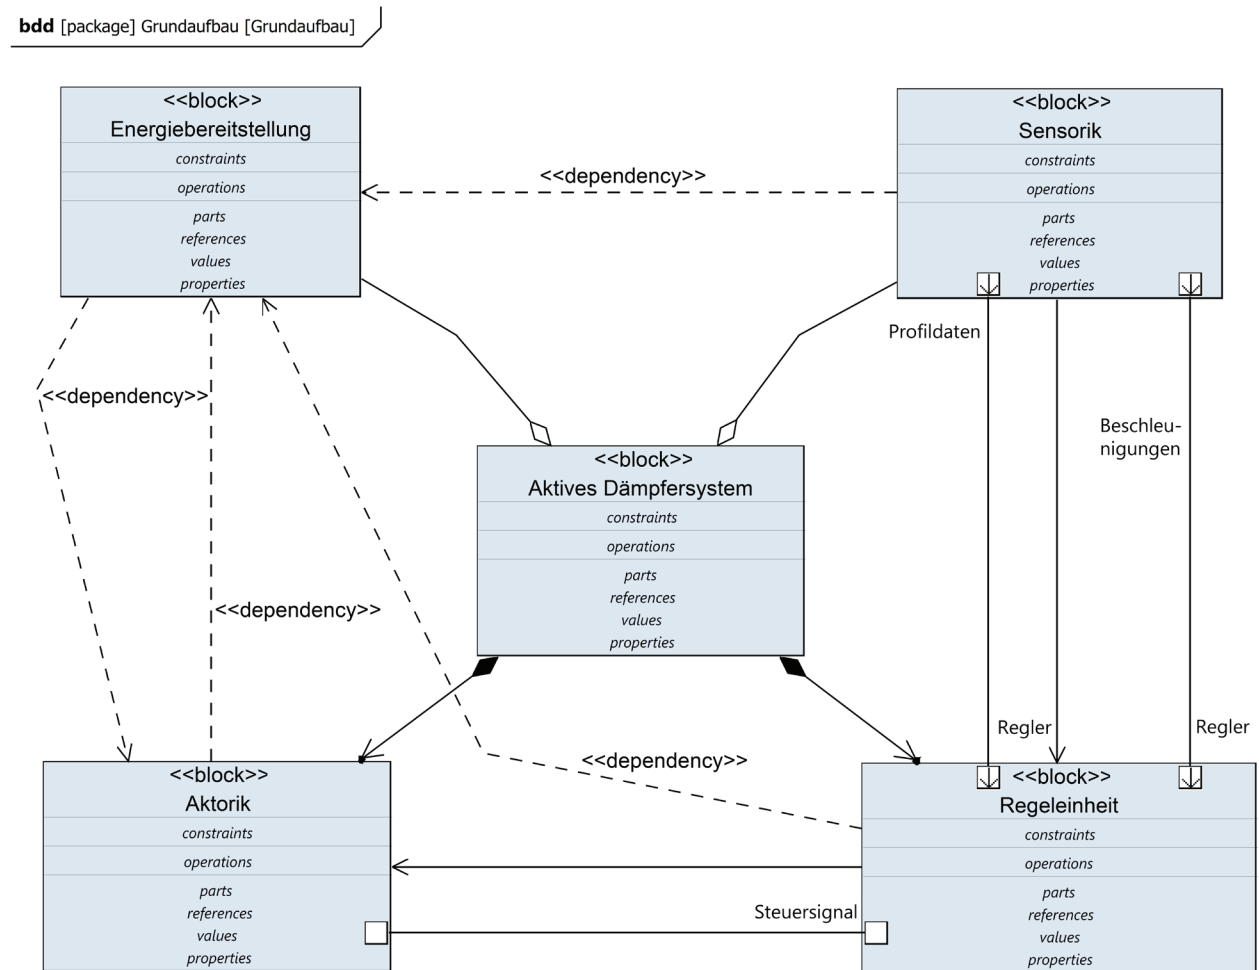 bdd [package] Grundaufbau [Grundaufbau]
<<block>>
Energiebereitstellung
constraints
operations
parts
references
values
properties
<<dependency>>
<<block>>
Sensorik
constraints
operations
parts
references
values
properties
Profildaten
Beschleu-
nigungen
<<dependency>>
<<dependency>>
<<block>>
Aktives Dämpfersystem
constraints
operations
parts
references
values
properties
Regler
Regler
<<dependency>>
<<block>>
Aktorik
constraints
operations
parts
references
values
properties
Steuersignal
<<block>>
Regeleinheit
constraints
operations
parts
references
values
properties